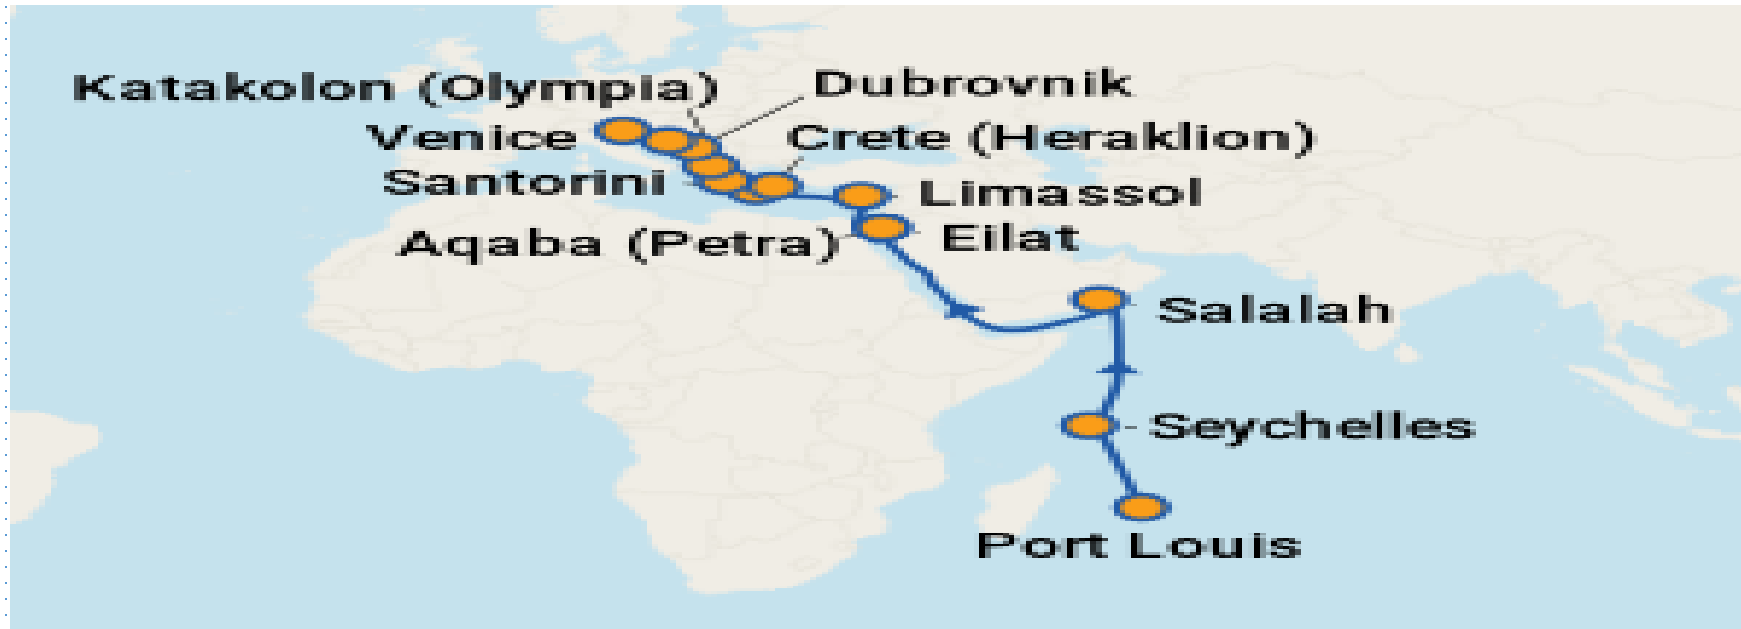 Katakolon (Olympia)
Dubrovnik
Venice
Crete (Heraklion)
Santorini
Limassol
Aqaba (Petra)
Eilat
Salalah
Seychelles
Port Louis